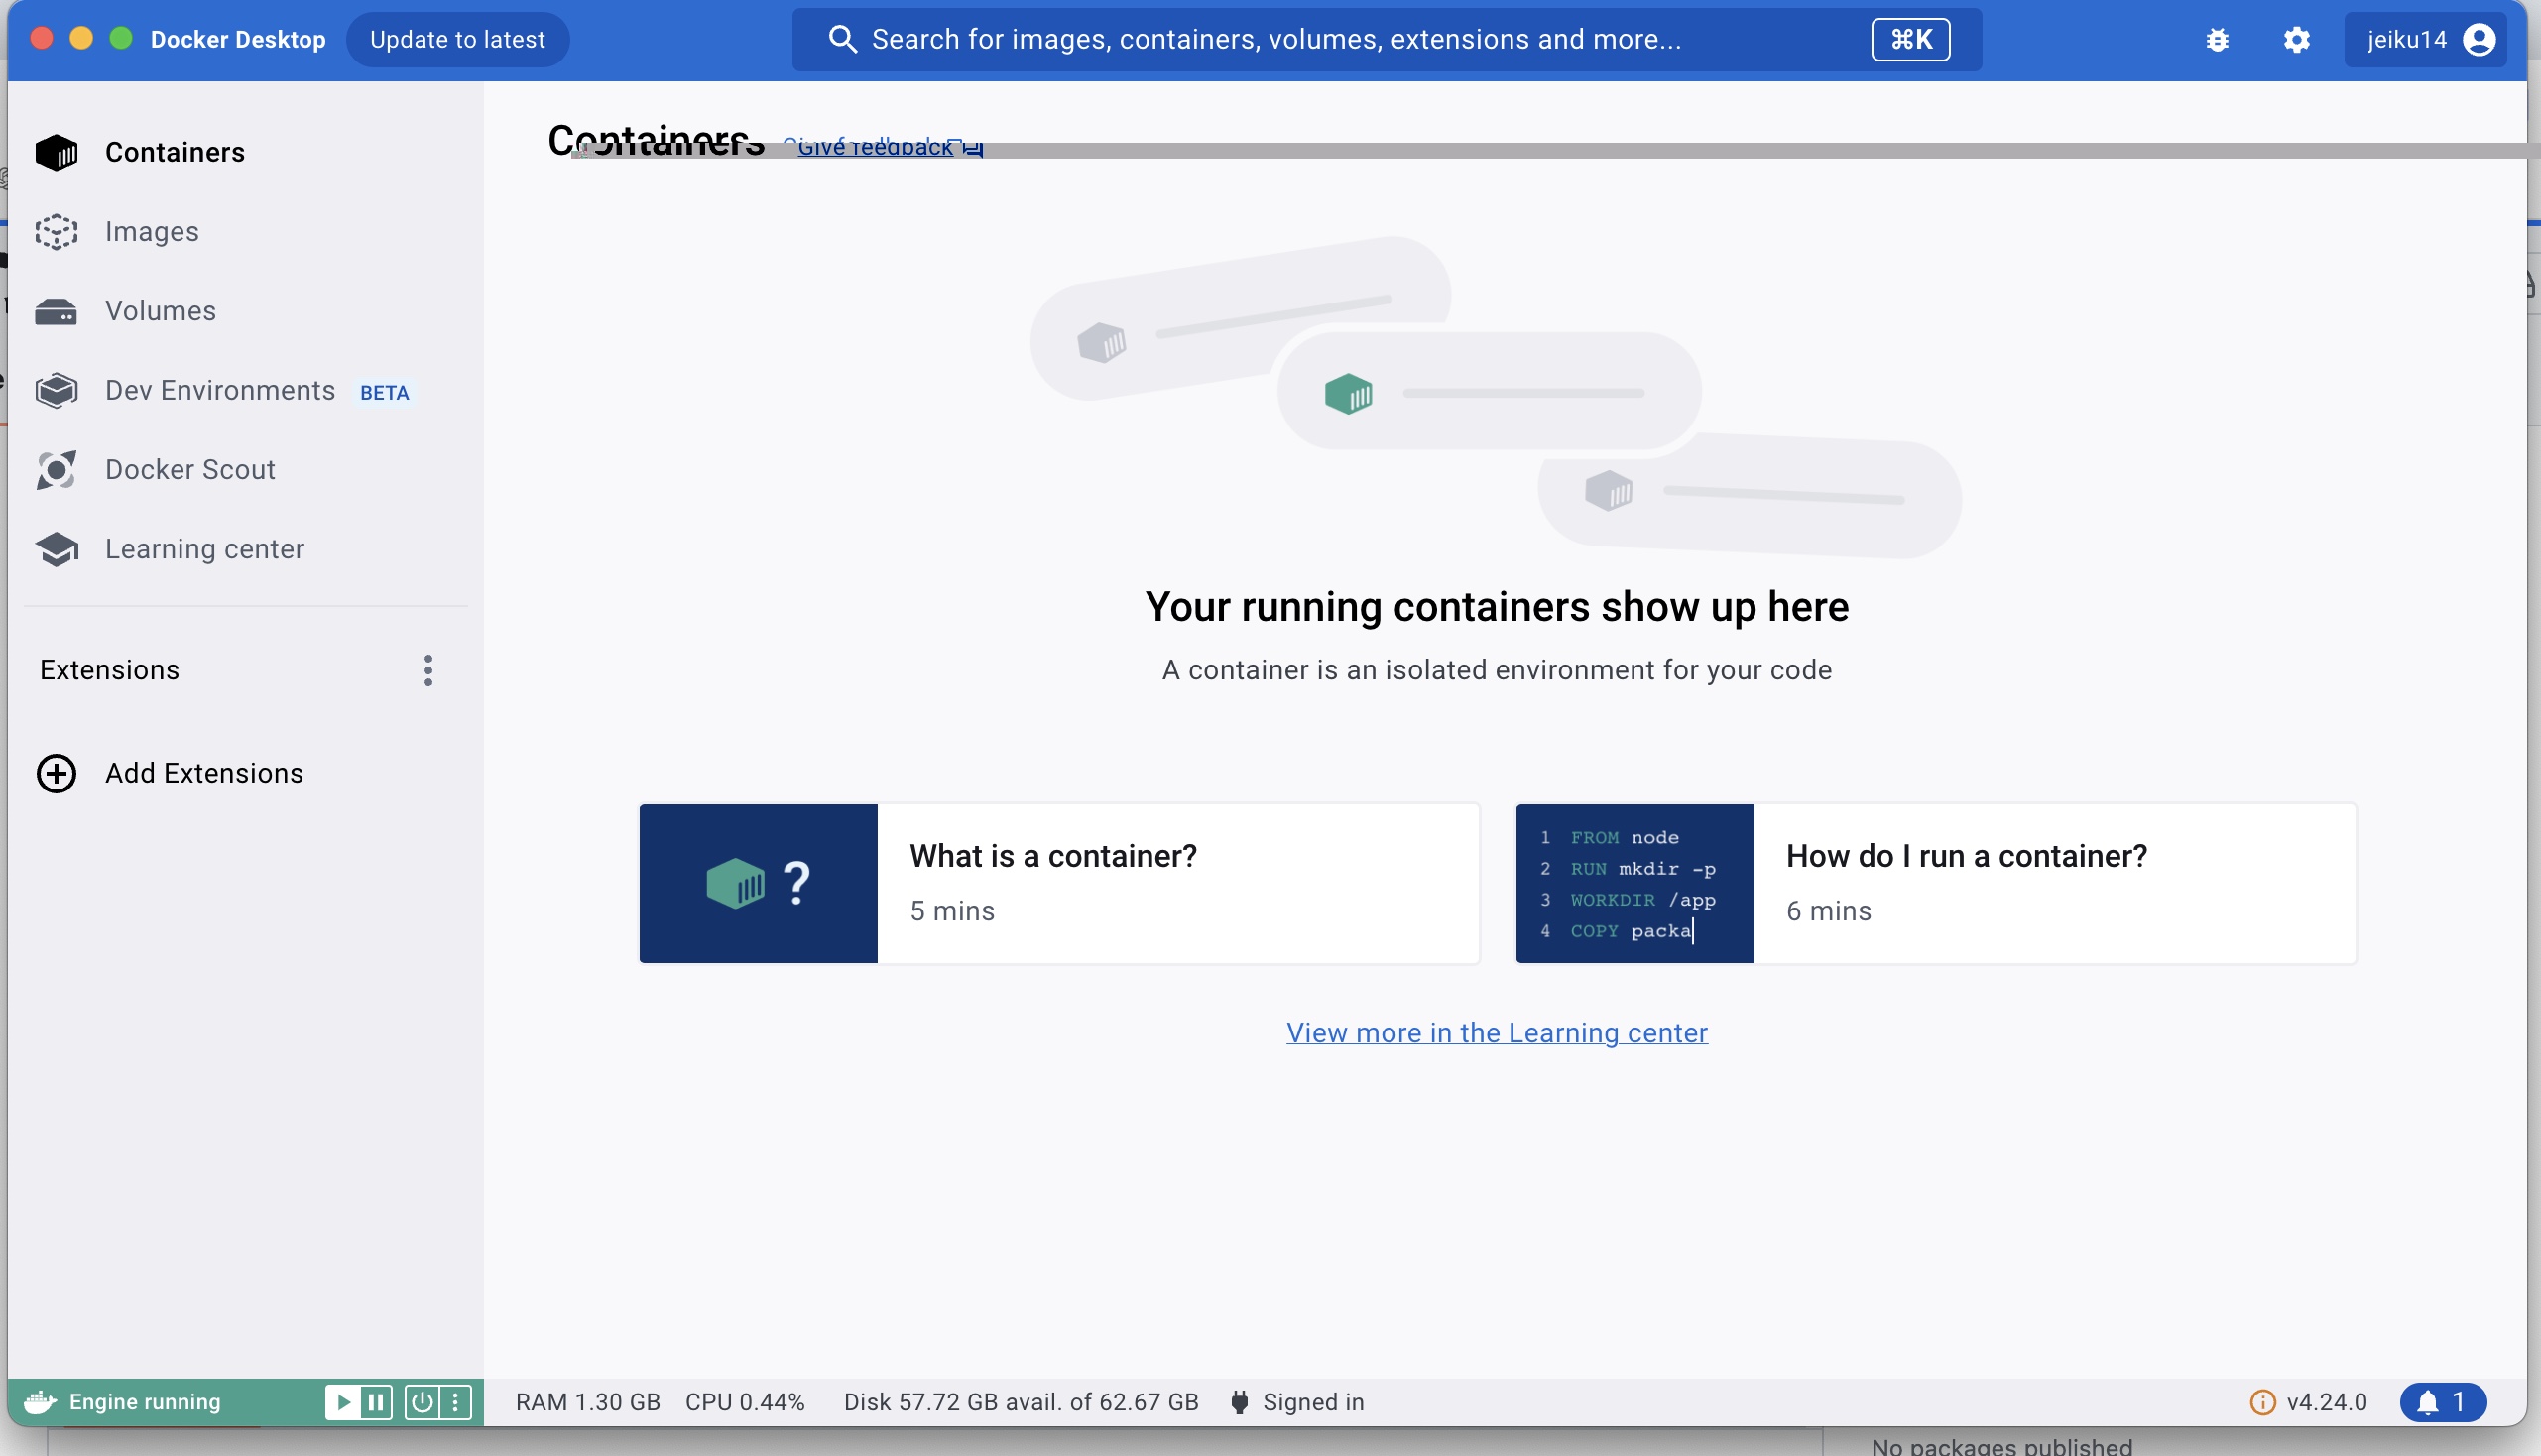 Docker Desktop
Update to latest
Search for images, containers, volumes, extensions and more...
⌘K
jeiku14
Containers
Images
Volumes
Dev Environments BETA
Docker Scout
Learning center
Extensions
Add Extensions
Containers
Give feedback
Your running containers show up here
A container is an isolated environment for your code
?
What is a container?
5 mins
1 FROM node
2 RUN mkdir -p
3 WORKDIR /app
4 COPY packa
How do I run a container?
6 mins
View more in the Learning center
Engine running
RAM 1.30 GB CPU 0.44% Disk 57.72 GB avail. of 62.67 GB Signed in
v4.24.0
1
No packages published